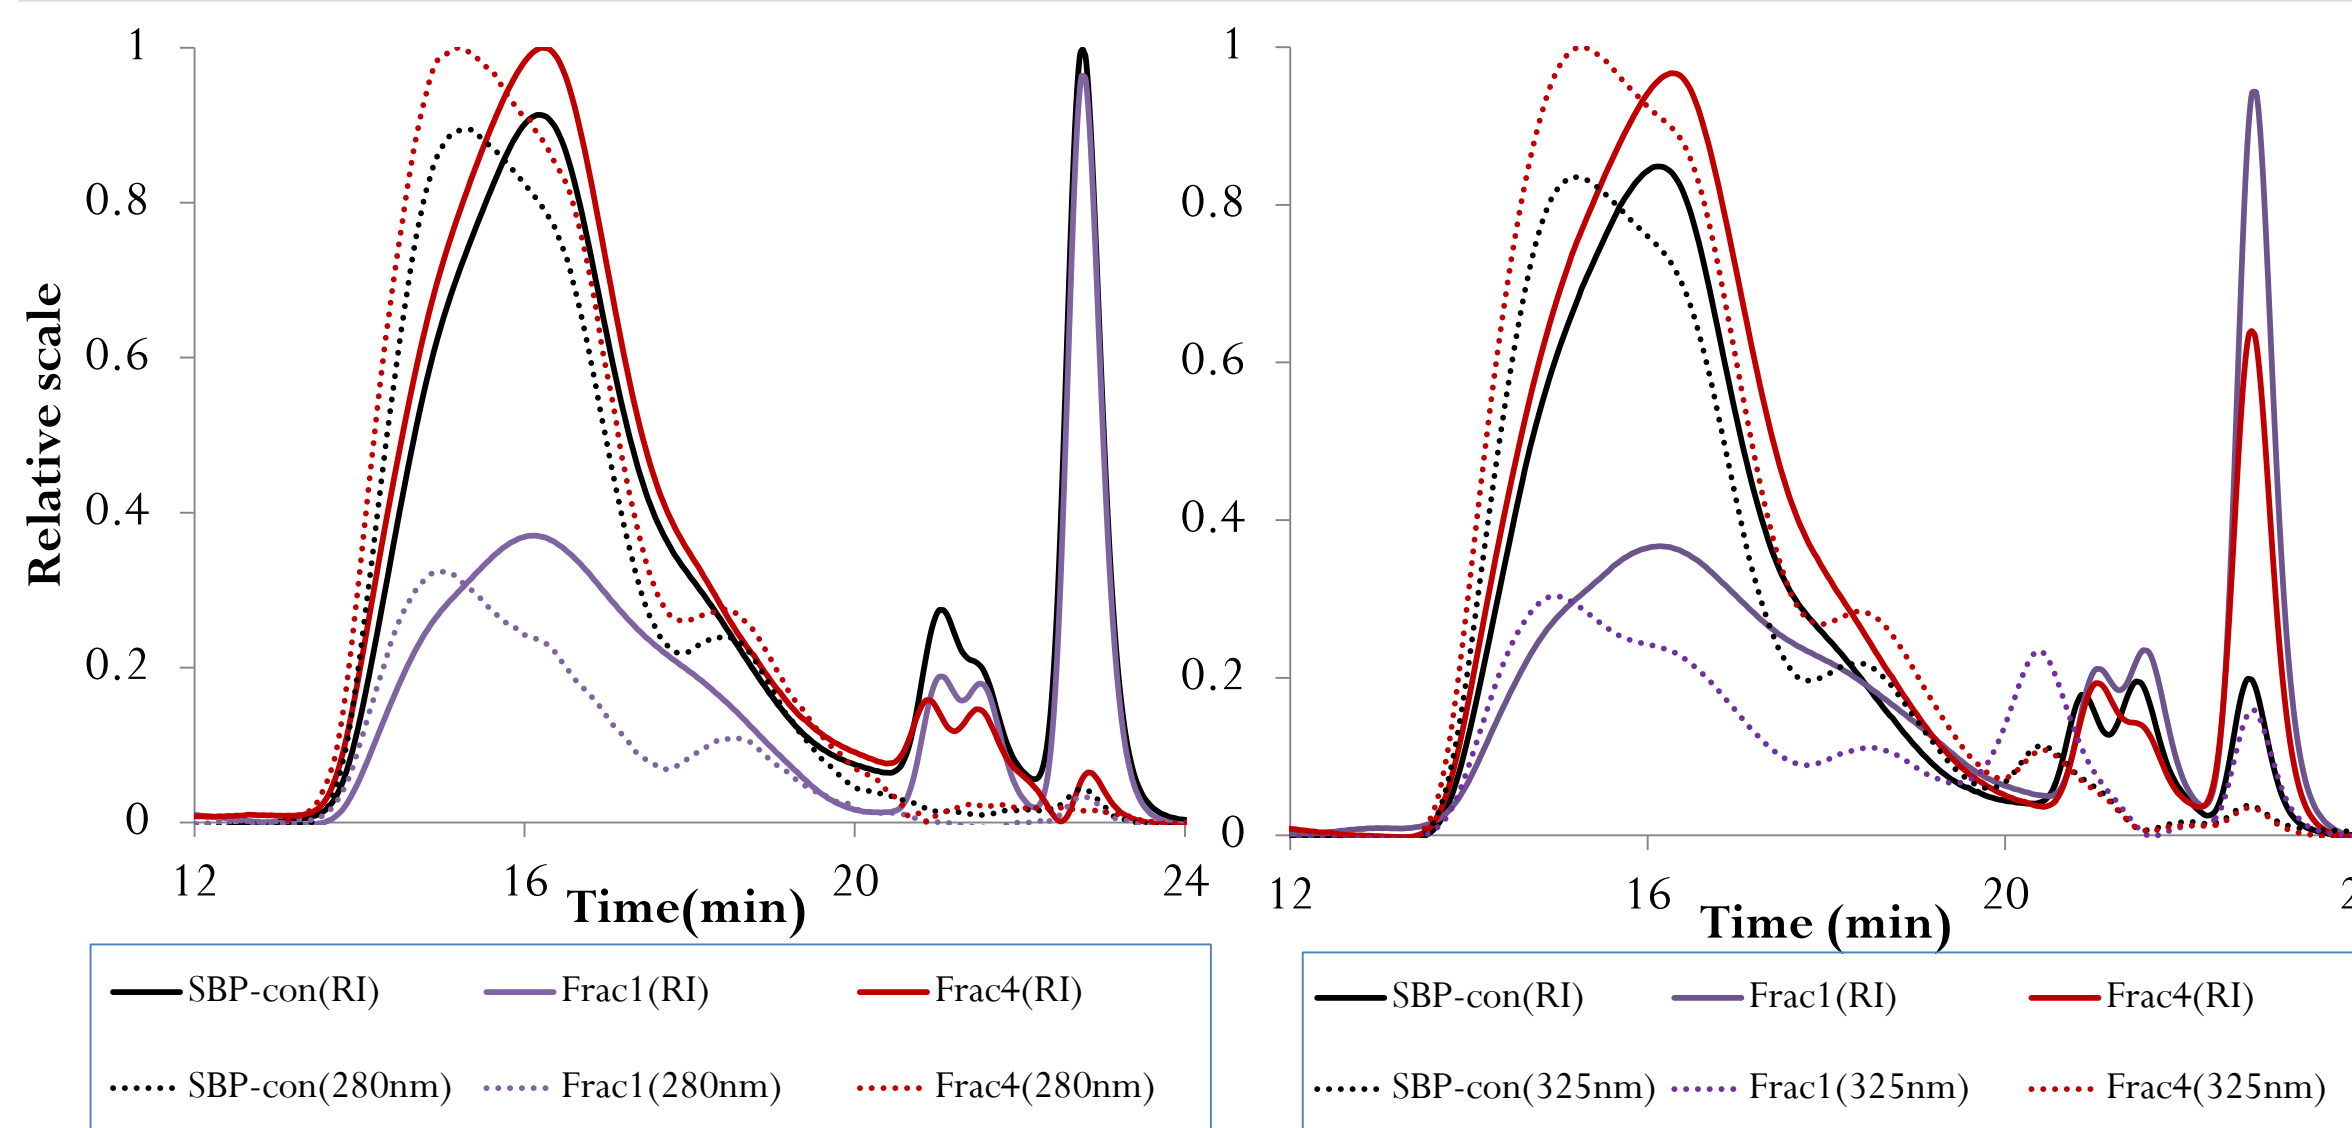 Relative scale
1
0.8
0.6
0.4
0.2
0
12
16
20
24
Time(min)
SBP-con(RI)
Frac1(RI)
Frac4(RI)
SBP-con(280nm)
Frac1(280nm)
Frac4(280nm)
1
0.8
0.6
0.4
0.2
0
12
16
20
2
Time (min)
SBP-con(RI)
Frac1(RI)
Frac4(RI)
SBP-con(325nm)
Frac1(325nm)
Frac4(325nm)